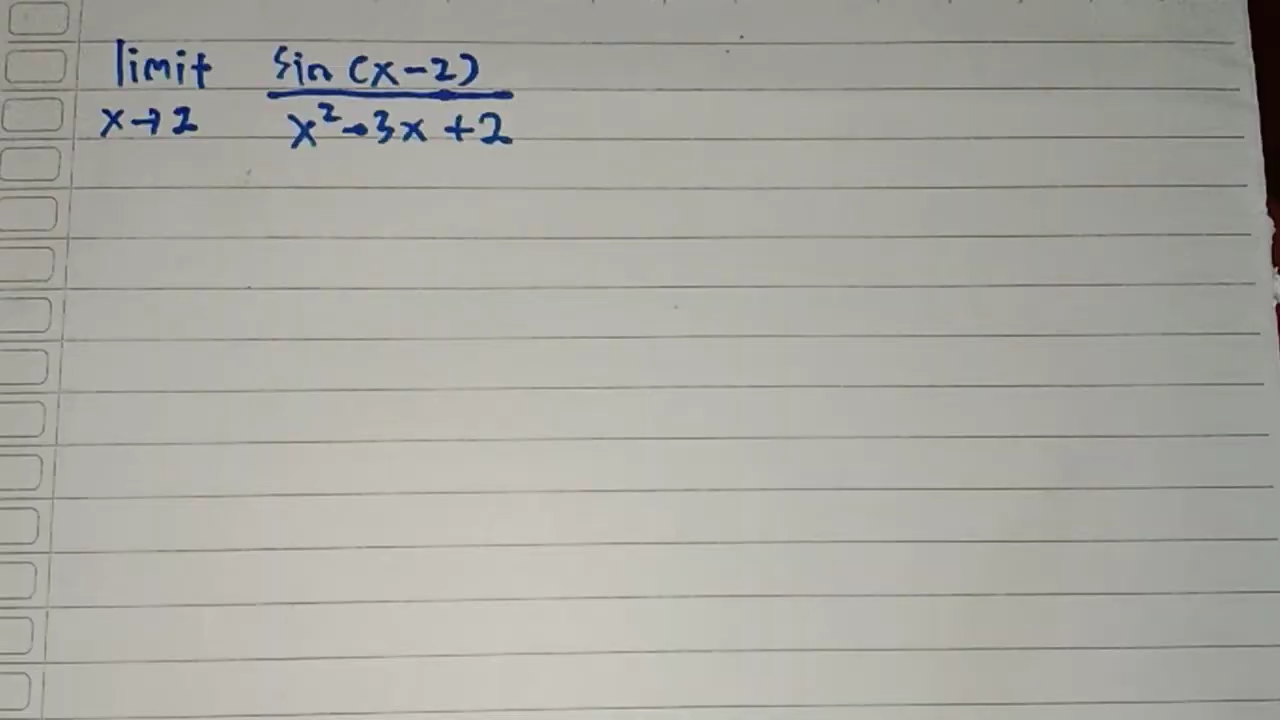 limit sin (x-2)
x→2 x²-3x+2